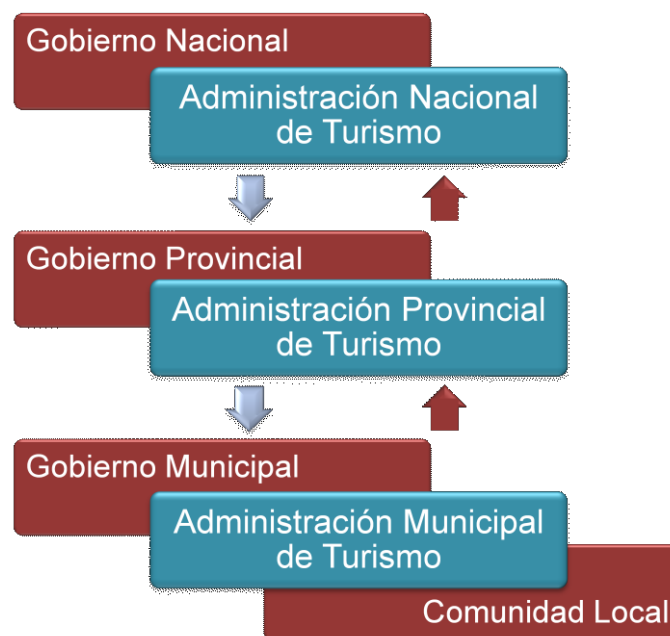 Gobierno Nacional
Administración Nacional
de Turismo
Gobierno Provincial
Administración Provincial
de Turismo
Gobierno Municipal
Administración Municipal
de Turismo
Comunidad Local